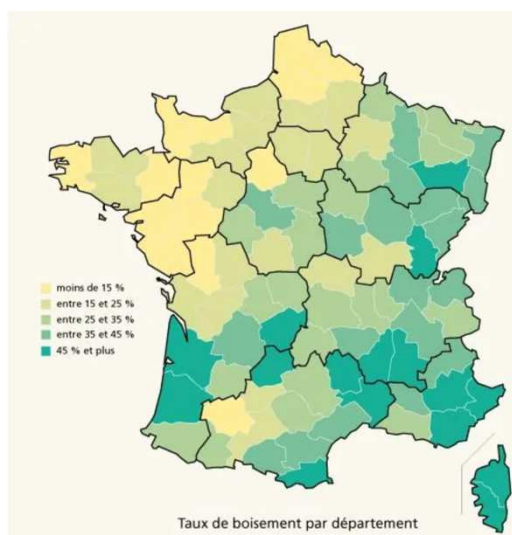 moins de 15 %
entre 15 et 25 %
entre 25 et 35 %
entre 35 et 45 %
45 % et plus
Taux de boisement par département